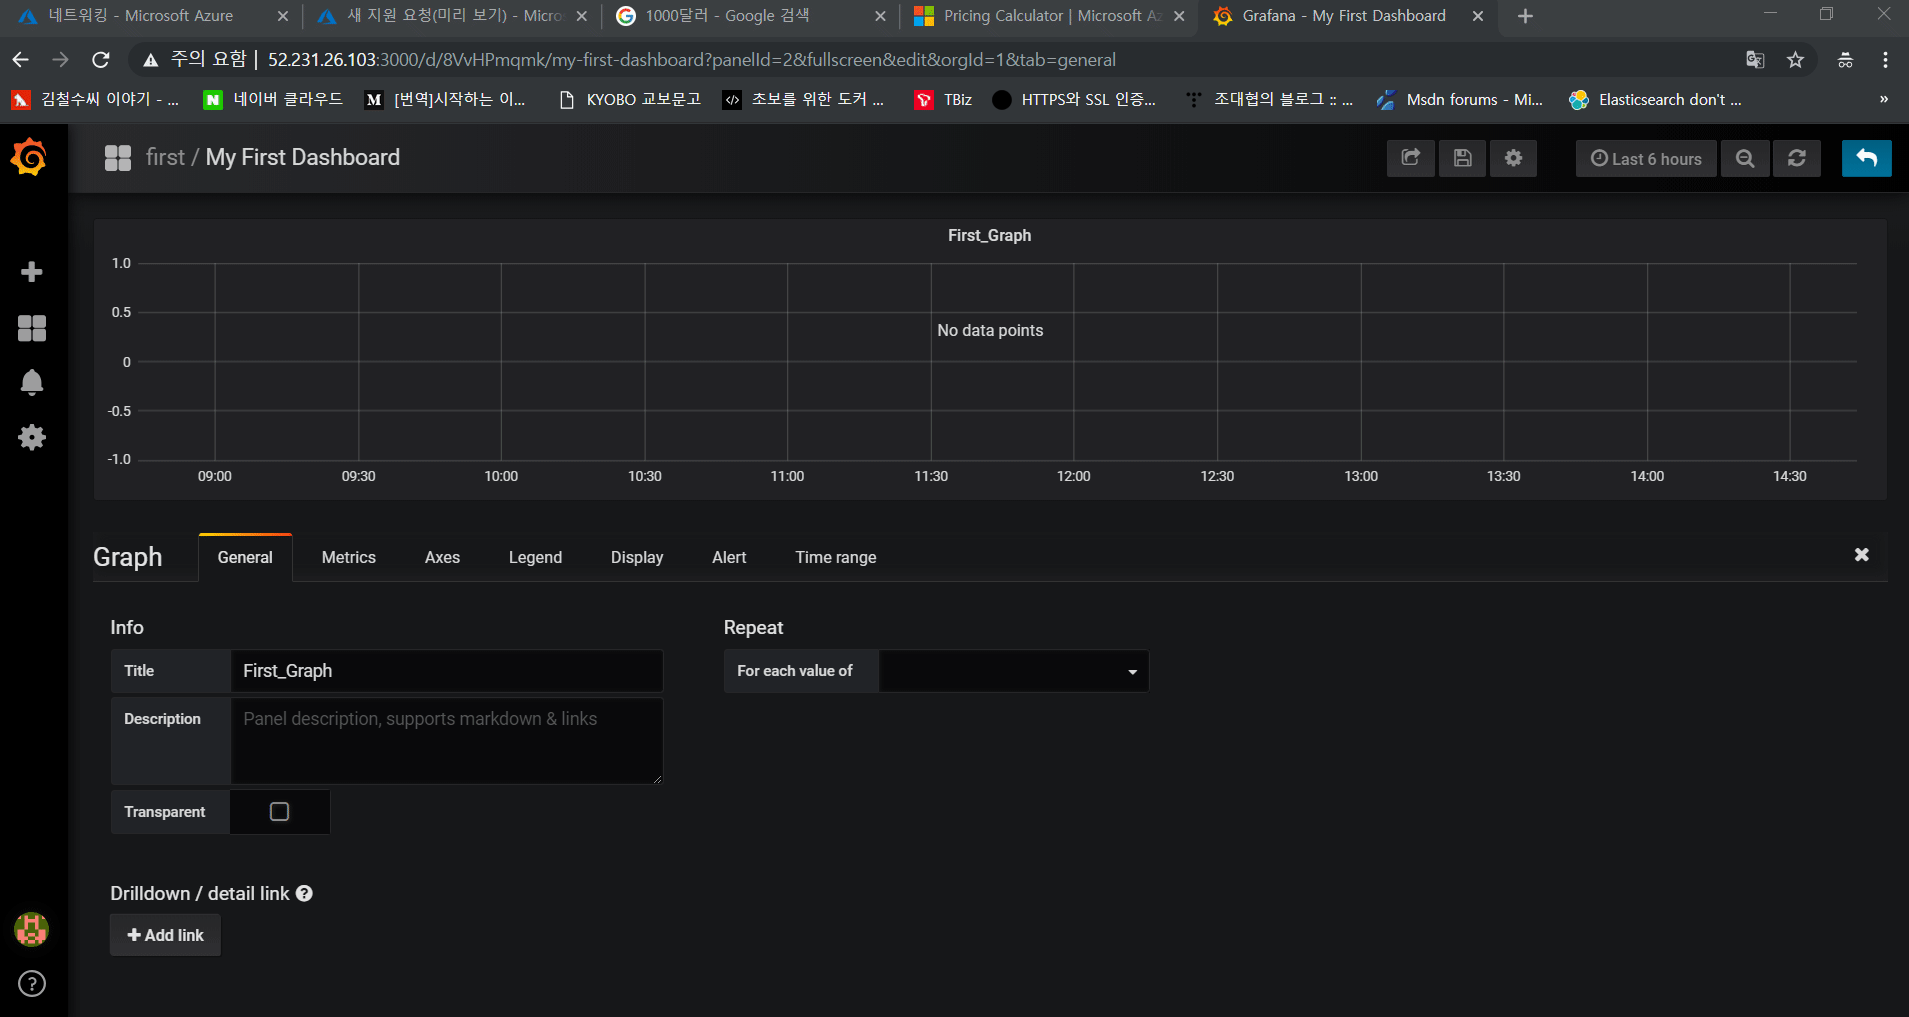 네트워킹 - Microsoft Azure
새 지원 요청(미리 보기) - Micro
1000달러 - Google 검색
Pricing Calculator | Microsoft Az
Grafana - My First Dashboard
주의 요함 | 52.231.26.103:3000/d/8VvHPmqmk/my-first-dashboard?panelId=2&fullscreen&edit&orgId=1&tab=general
김철수씨 이야기 - ...
N 네이버 클라우드
M [번역]시작하는 이...
KYOBO 교보문고
</> 초보를 위한 도커 ...
TBiz
HTTPS와 SSL 인증...
조대협의 블로그 :: ...
Msdn forums - Mi...
Elasticsearch don't ...
»
first / My First Dashboard
Last 6 hours
First_Graph
1.0
0.5
No data points
0
-0.5
-1.0
09:00 09:30 10:00 10:30 11:00 11:30 12:00 12:30 13:00 13:30 14:00 14:30
Graph General Metrics Axes Legend Display Alert Time range
Info
Title First_Graph
Description Panel description, supports markdown & links
Transparent
Repeat
For each value of
Drilldown / detail link ?
+ Add link
?